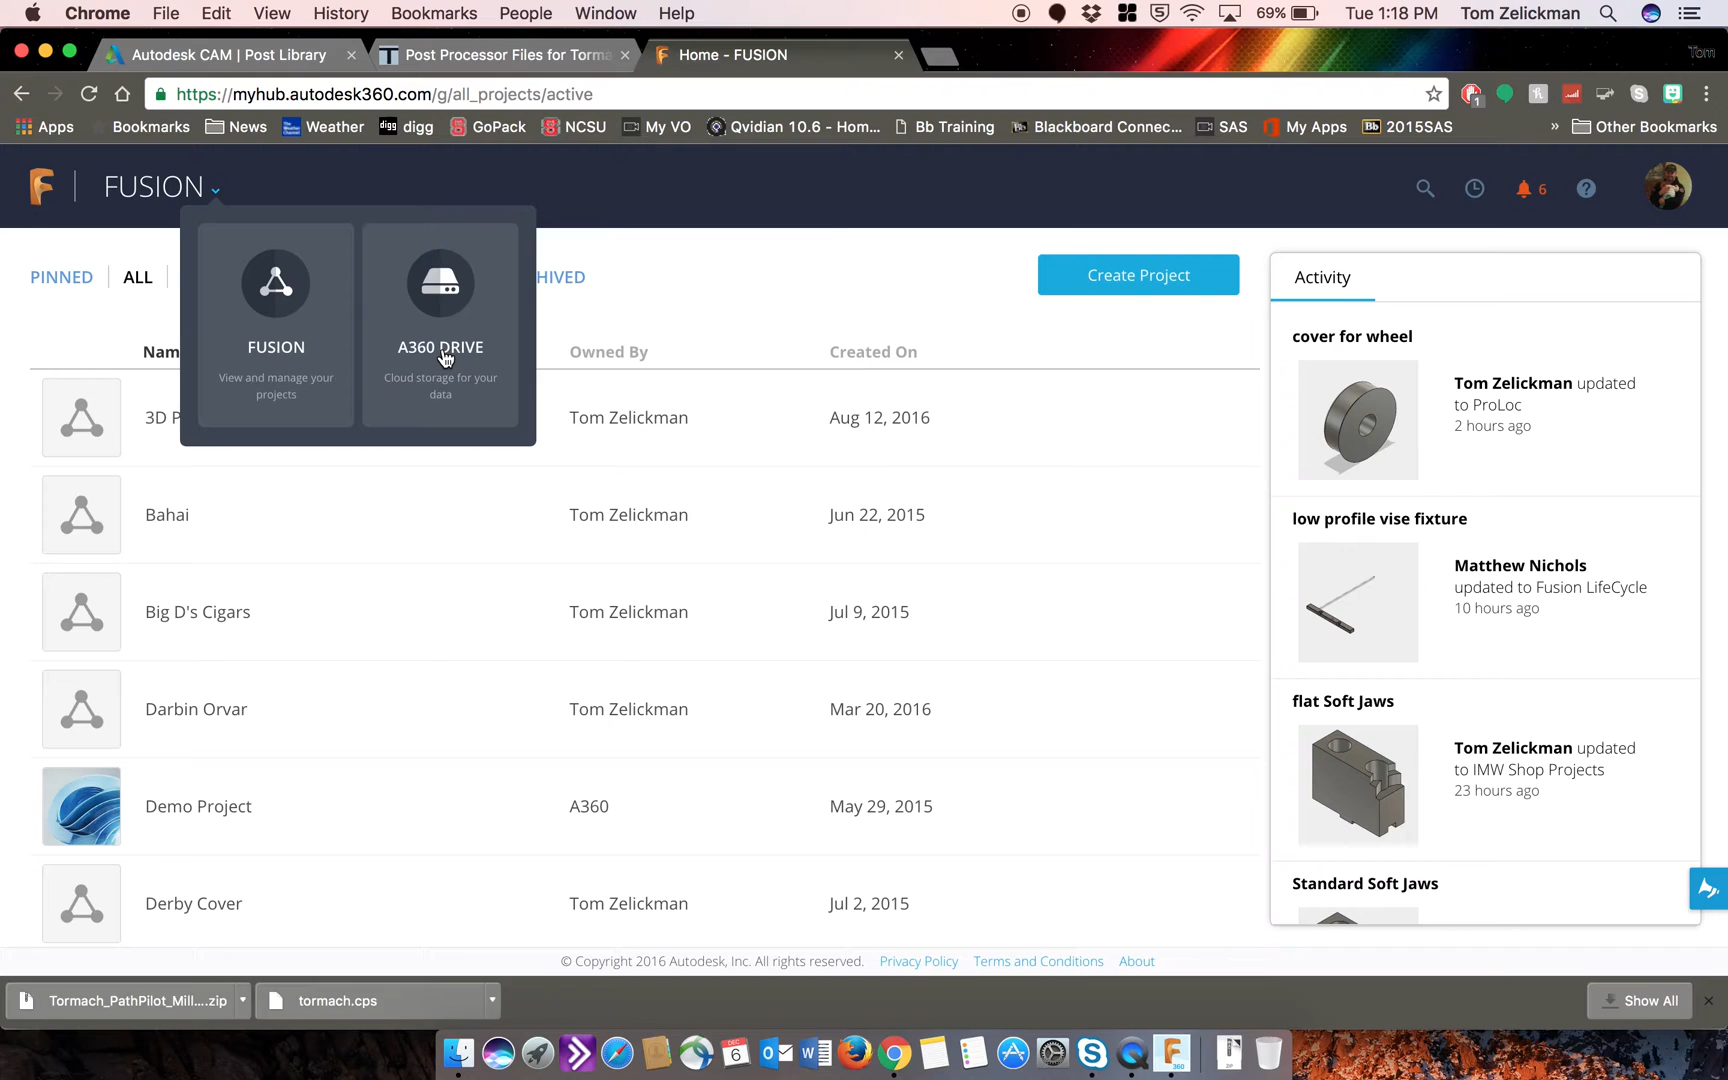 Chrome File Edit View History Bookmarks People Window Help 69% Tue 1:18 PM Tom Zelickman
Autodesk CAM | Post Library Post Processor Files for Torma Home - FUSION Tom
https://myhub.autodesk360.com/g/all_projects/active 1
Apps Bookmarks News Weather digg GoPack NCSU My VO Qvidian 10.6 - Hom... Bb Training Blackboard Connec... SAS My Apps Bb 2015SAS » Other Bookmarks
FUSION 6
PINNED ALL HIVED Create Project
FUSION
View and manage your
projects
A360 DRIVE
Cloud storage for your
data
Nam Owned By Created On
3D P Tom Zelickman Aug 12, 2016
Bahai Tom Zelickman Jun 22, 2015
Big D's Cigars Tom Zelickman Jul 9, 2015
Darbin Orvar Tom Zelickman Mar 20, 2016
Demo Project A360 May 29, 2015
Derby Cover Tom Zelickman Jul 2, 2015
Activity
cover for wheel
Tom Zelickman updated
to ProLoc
2 hours ago
low profile vise fixture
Matthew Nichols
updated to Fusion LifeCycle
10 hours ago
flat Soft Jaws
Tom Zelickman updated
to IMW Shop Projects
23 hours ago
Standard Soft Jaws
© Copyright 2016 Autodesk, Inc. All rights reserved. Privacy Policy Terms and Conditions About
Tormach_PathPilot_Mill....zip tormach.cps Show All
DEC
6
360
ZIP